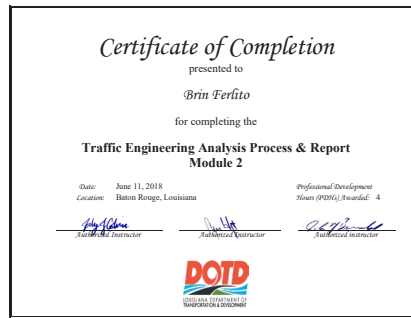 Certificate of Completion
presented to
Brin Ferlito
for completing the
Traffic Engineering Analysis Process & Report
Module 2
Date: June 11, 2018
Location: Baton Rouge, Louisiana
Professional Development
Hours (PDHs) Awarded: 4
Authorized Instructor
Authorized Instructor
Authorized instructor
DOTD
LOUISIANA DEPARTMENT OF
TRANSPORTATION & DEVELOPMENT